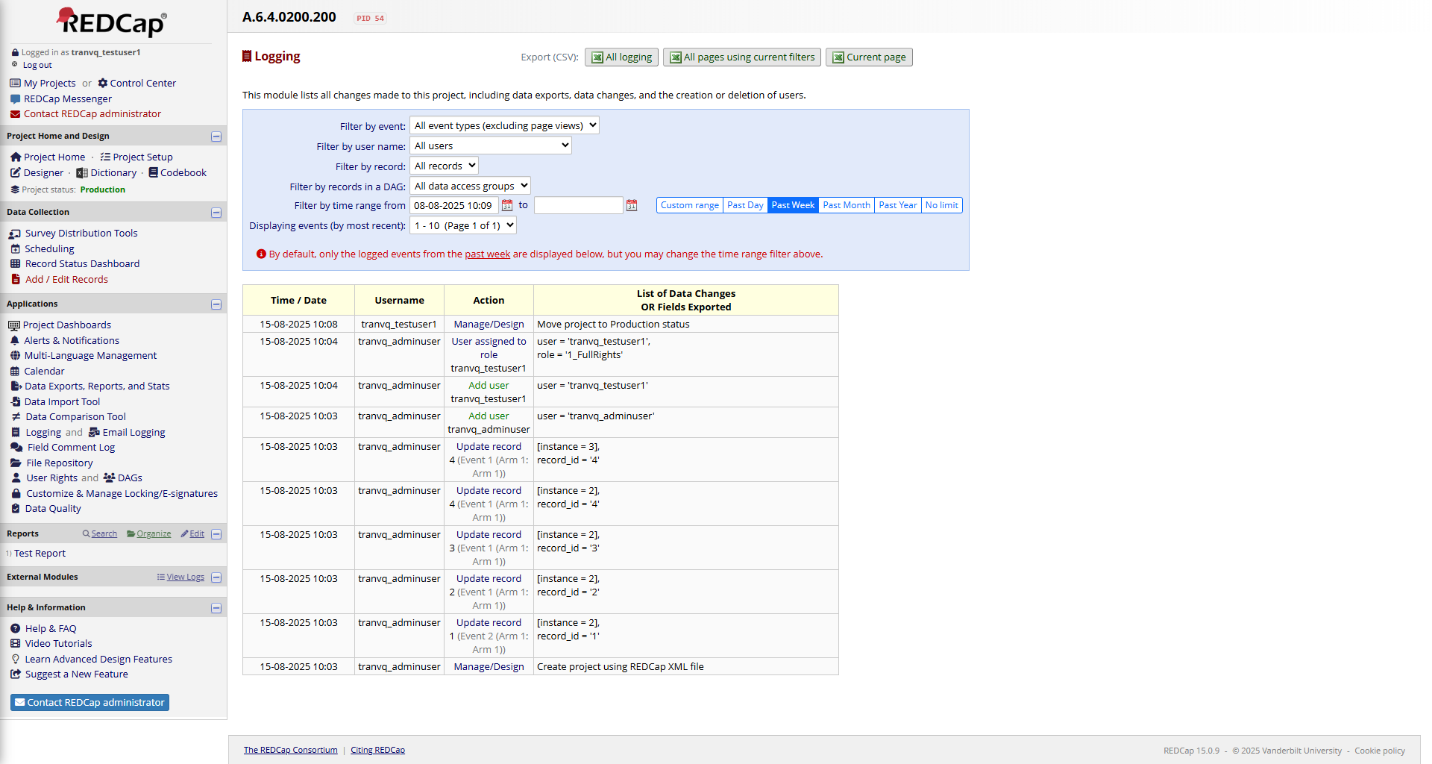 REDCap®
Logged in as tranvq_testuser1
Log out
My Projects or Control Center
REDCap Messenger
Contact REDCap administrator
Project Home and Design
Project Home · Project Setup
Designer · Dictionary · Codebook
Project status: Production
Data Collection
Survey Distribution Tools
Scheduling
Record Status Dashboard
Add / Edit Records
Applications
Project Dashboards
Alerts & Notifications
Multi-Language Management
Calendar
Data Exports, Reports, and Stats
Data Import Tool
Data Comparison Tool
Logging and Email Logging
Field Comment Log
File Repository
User Rights and DAGs
Customize & Manage Locking/E-signatures
Data Quality
Reports Search Organize Edit
1) Test Report
External Modules View Logs
Help & Information
Help & FAQ
Video Tutorials
Learn Advanced Design Features
Suggest a New Feature
Contact REDCap administrator
A.6.4.0200.200 PID 54
Logging
Export (CSV): All logging All pages using current filters Current page
This module lists all changes made to this project, including data exports, data changes, and the creation or deletion of users.
Filter by event: All event types (excluding page views)
Filter by user name: All users
Filter by record: All records
Filter by records in a DAG: All data access groups
Filter by time range from 08-08-2025 10:09 to Custom range Past Day Past Week Past Month Past Year No limit
Displaying events (by most recent): 1 - 10 (Page 1 of 1)
By default, only the logged events from the past week are displayed below, but you may change the time range filter above.
Time / Date Username Action List of Data Changes
OR Fields Exported
15-08-2025 10:08 tranvq_testuser1 Manage/Design Move project to Production status
15-08-2025 10:04 tranvq_adminuser User assigned to user = 'tranvq_testuser1',
role role = '1_FullRights'
tranvq_testuser1
15-08-2025 10:04 tranvq_adminuser Add user user = 'tranvq_testuser1'
tranvq_testuser1
15-08-2025 10:03 tranvq_adminuser Add user user = 'tranvq_adminuser'
tranvq_adminuser
15-08-2025 10:03 tranvq_adminuser Update record [instance = 3],
4 (Event 1 (Arm 1: record_id = '4'
Arm 1))
15-08-2025 10:03 tranvq_adminuser Update record [instance = 2],
4 (Event 1 (Arm 1: record_id = '4'
Arm 1))
15-08-2025 10:03 tranvq_adminuser Update record [instance = 2],
3 (Event 1 (Arm 1: record_id = '3'
Arm 1))
15-08-2025 10:03 tranvq_adminuser Update record [instance = 2],
2 (Event 1 (Arm 1: record_id = '2'
Arm 1))
15-08-2025 10:03 tranvq_adminuser Update record [instance = 2],
1 (Event 2 (Arm 1: record_id = '1'
Arm 1))
15-08-2025 10:03 tranvq_adminuser Manage/Design Create project using REDCap XML file
The REDCap Consortium | Citing REDCap
REDCap 15.0.9 - © 2025 Vanderbilt University - Cookie policy